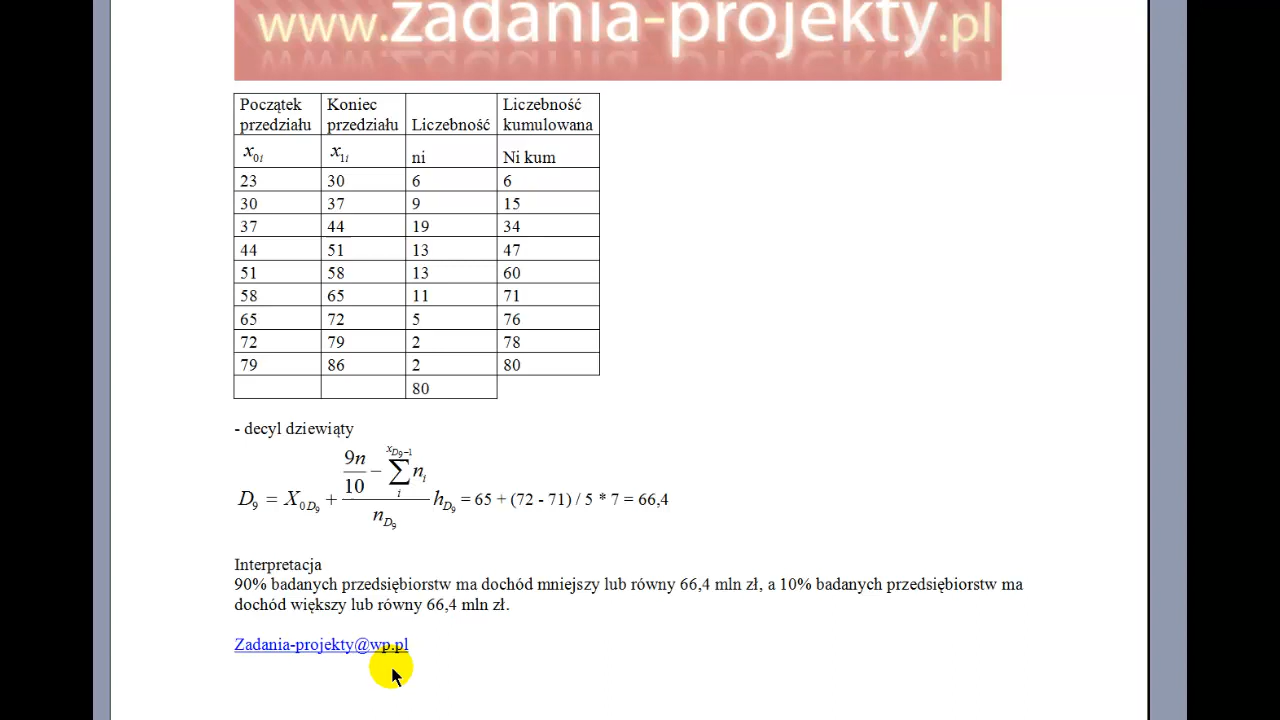 www.zadania-projekty.pl
Początek przedziału Koniec przedziału Liczebność Liczebność kumulowana
x0i x1i ni Ni kum
23 30 6 6
30 37 9 15
37 44 19 34
44 51 13 47
51 58 13 60
58 65 11 71
65 72 5 76
72 79 2 78
79 86 2 80
80
- decyl dziewiąty
D9 = X0D9 + (9n/10 − ∑ i xD9−1 ni) / nD9 hD9 = 65 + (72 - 71) / 5 * 7 = 66,4
Interpretacja
90% badanych przedsiębiorstw ma dochód mniejszy lub równy 66,4 mln zł, a 10% badanych przedsiębiorstw ma
dochód większy lub równy 66,4 mln zł.
Zadania-projekty@wp.pl